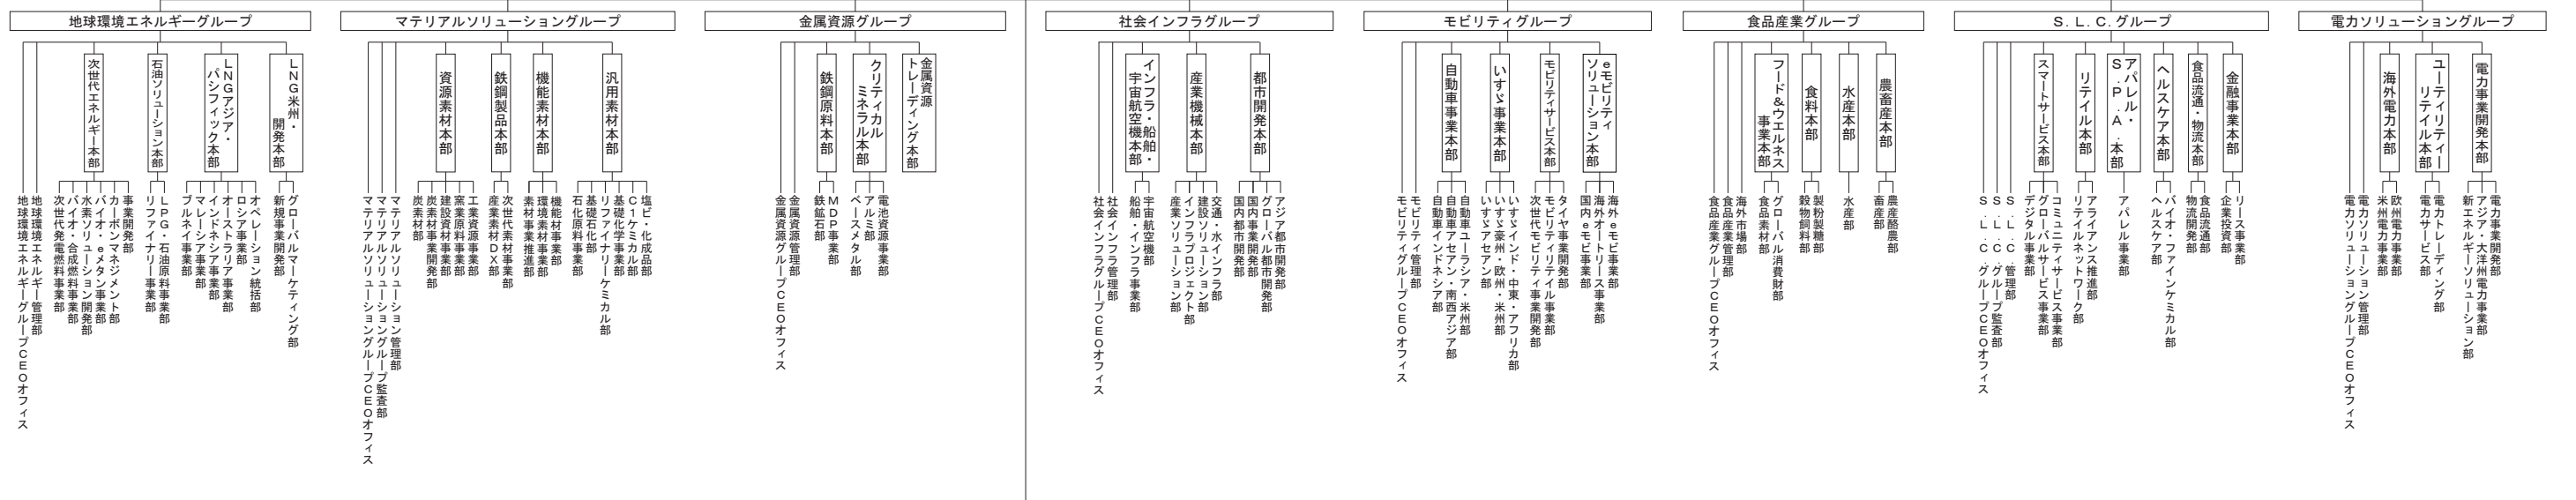 地球環境エネルギーグループ
地球環境エネルギーグループCEOオフィス
地球環境エネルギー管理部
次世代エネルギー本部
次世代発電燃料事業部
バイオ・合成燃料事業部
水素ソリューション開発部
バイオ・eメタン事業部
カーボンマネジメント部
事業開発部
石油ソリューション本部
リファイナリー事業部
LPG・石油原料事業部
LNGアジア・
パシフィック本部
ブルネイ事業部
マレーシア事業部
インドネシア事業部
オーストラリア事業部
ロシア事業部
オペレーション統括部
LNG米州・
開発本部
新規事業開発部
グローバルマーケティング部
マテリアルソリューショングループ
マテリアルソリューショングループCEOオフィス
マテリアルソリューショングループ監査部
マテリアルソリューション管理部
資源素材本部
炭素材部
炭素材事業開発部
建設資材事業部
窯業原料事業部
工業資源事業部
鉄鋼製品本部
産業素材DX部
次世代素材事業部
機能素材本部
素材事業推進部
環境素材事業部
機能材事業部
汎用素材本部
石化原料事業部
基礎石化部
リファイナリーケミカル部
基礎化学事業部
C1ケミカル部
塩ビ・化成品部
金属資源グループ
金属資源グループCEOオフィス
金属資源管理部
鉄鋼原料本部
鉄鉱石部
MDP事業部
クリティカル
ミネラル本部
ベースメタル部
アルミ部
電池資源事業部
金属資源
トレーディング本部
社会インフラグループ
社会インフラグループCEOオフィス
社会インフラ管理部
インフラ・船舶・
宇宙航空機本部
船舶・インフラ事業部
宇宙航空機部
産業機械本部
産業ソリューション部
インフラプロジェクト部
建設ソリューション部
交通・水インフラ部
都市開発本部
国内都市開発部
国内事業開発部
グローバル都市開発部
アジア都市開発部
モビリティグループ
モビリティグループCEOオフィス
モビリティ管理部
自動車事業本部
自動車インドネシア部
自動車アセアン・南西アジア部
自動車ユーラシア・米州部
いすゞ事業本部
いすゞアセアン部
いすゞ豪州・欧州・米州部
いすゞインド・中東・アフリカ部
モビリティサービス本部
次世代モビリティ事業開発部
モビリティリテイル事業部
タイヤ事業開発部
eモビリティ
ソリューション本部
国内eモビ事業部
海外オートリース事業部
海外eモビ事業部
食品産業グループ
食品産業グループCEOオフィス
食品産業管理部
海外市場部
フード&ウエルネス
事業本部
食品素材部
グローバル消費財部
食料本部
穀物飼料部
製粉製糖部
水産本部
水産部
農畜産本部
畜産部
農産酪農部
S.L.C.グループ
S.L.C.グループCEOオフィス
S.L.C.グループ監査部
S.L.C.管理部
スマートサービス本部
デジタル事業部
グローバルサービス事業部
コミュニティサービス事業部
リテイル本部
リテイルネットワーク部
アライアンス推進部
アパレル・
S.P.A.本部
アパレル事業部
ヘルスケア本部
ヘルスケア部
バイオ・ファインケミカル部
食品流通・物流本部
物流開発部
食品流通部
金融事業本部
企業投資部
リース事業部
電力ソリューショングループ
電力ソリューショングループCEOオフィス
電力ソリューション管理部
海外電力本部
米州電力事業部
欧州電力事業部
ユーティリティー
リテイル本部
電力サービス部
電力トレーディング部
電力事業開発本部
新エネルギーソリューション部
アジア・大洋州電力事業部
電力事業開発部